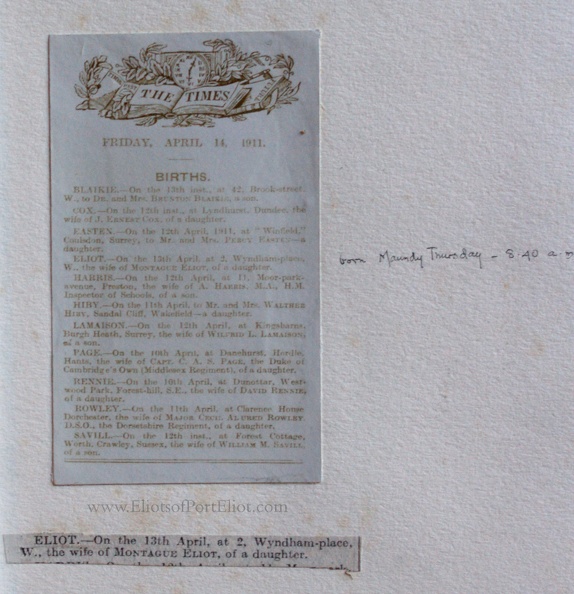 THE TIMES
FRIDAY, APRIL 14, 1911.
BIRTHS.
BLAIKIE.—On the 13th inst., at 42, Brook-street,
W., to DR. and MRS. BRUNTON BLAIKIE, a son.
COX.—On the 12th inst., at Lyndhurst, Dundee, the
wife of J. ERNEST COX, of a daughter.
EASTEN.—On the 12th April, 1911, at "Winfield,"
Coulsdon, Surrey, to Mr. and Mrs. PERCY EASTEN—a
daughter.
ELIOT.—On the 13th April, at 2, Wyndham-place,
W., the wife of MONTAGUE ELIOT, of a daughter.
HARRIS.—On the 12th April, at 11, Moor-park-
avenue, Preston, the wife of A. HARRIS, M.A., H.M.
Inspector of Schools, of a son.
HIBY.—On the 11th April, to Mr. and Mrs. WALTHER
HIBY, Sandal Cliff, Wakefield—a daughter.
LAMAISON.—On the 12th April, at Kingsbarns,
Burgh Heath, Surrey, the wife of WILFRID L. LAMAISON,
of a son.
PAGE.—On the 10th April, at Danehurst, Hordle,
Hants, the wife of CAPT. C. A. S. PAGE, the Duke of
Cambridge's Own (Middlesex Regiment), of a daughter.
RENNIE.—On the 10th April, at Dunottar, West-
wood Park, Forest-hill, S.E., the wife of DAVID RENNIE,
of a daughter.
ROWLEY.—On the 11th April, at Clarence House
Dorchester, the wife of MAJOR CECIL ALDRED ROWLEY
D.S.O., the Dorsetshire Regiment, of a daughter.
SAVILL.—On the 12th inst., at Forest Cottage,
Worth, Crawley, Sussex, the wife of WILLIAM M. SAVILL,
of a son.
born Maundy Thursday – 8.40 a.m
www.EliotsofPortEliot.com
ELIOT.—On the 13th April, at 2, Wyndham-place,
W., the wife of MONTAGUE ELIOT, of a daughter.